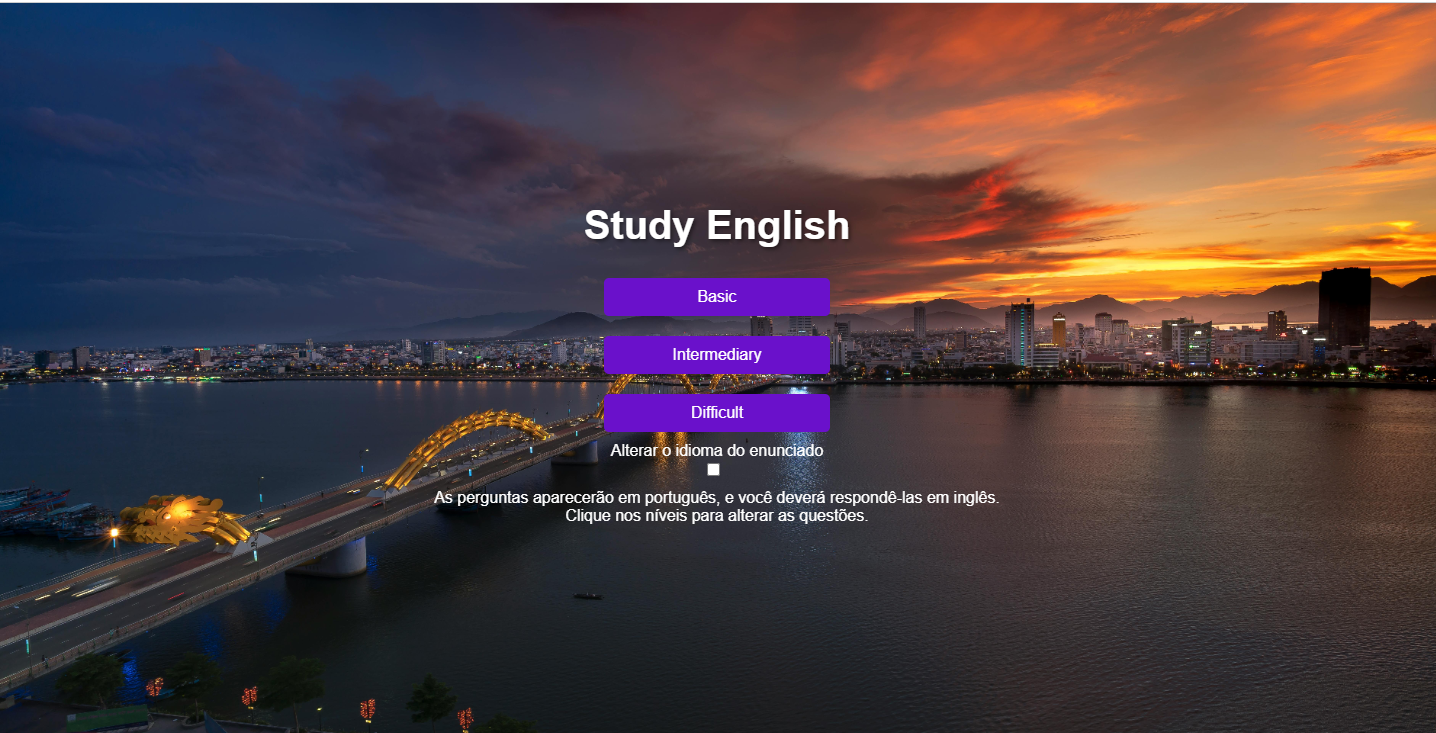 Study English
Basic
Intermediary
Difficult
Alterar o idioma do enunciado
As perguntas aparecerão em português, e você deverá respondê-las em inglês.
Clique nos níveis para alterar as questões.